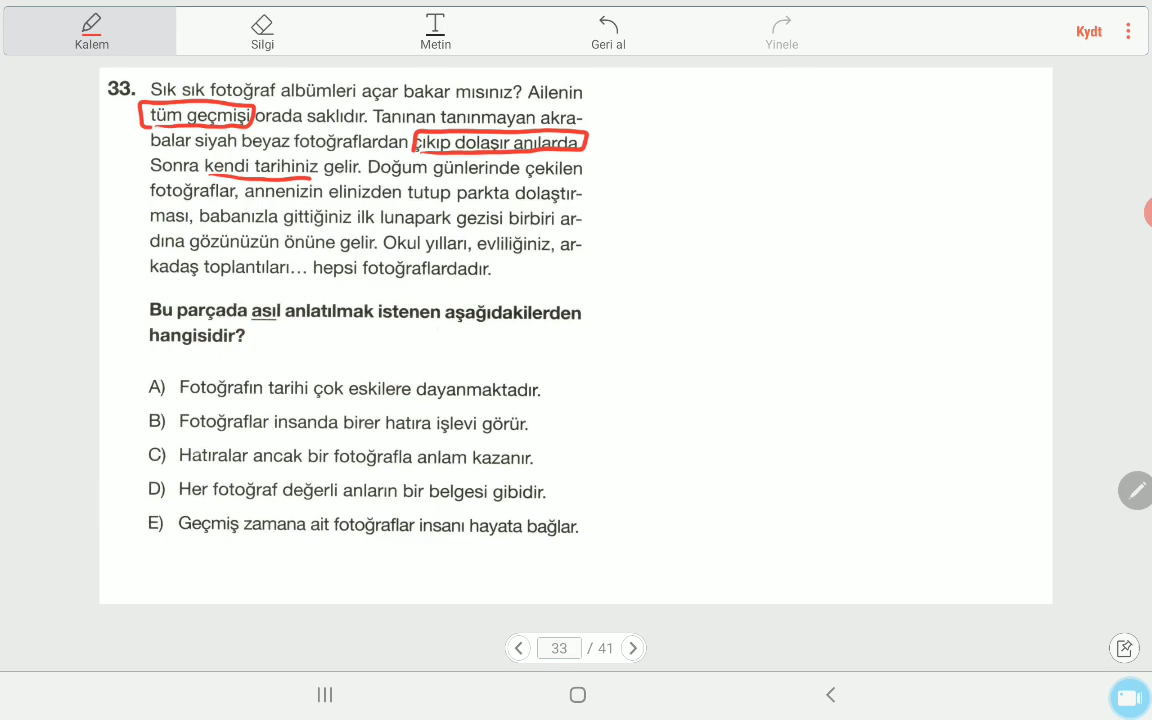 Kalem
Silgi
Metin
Geri al
Yinele
Kydt
33. Sık sık fotoğraf albümleri açar bakar mısınız? Ailenin
tüm geçmişi orada saklıdır. Tanınan tanınmayan akra-
balar siyah beyaz fotoğraflardan çıkıp dolaşır anılarda.
Sonra kendi tarihiniz gelir. Doğum günlerinde çekilen
fotoğraflar, annenizin elinizden tutup parkta dolaştır-
ması, babanızla gittiğiniz ilk lunapark gezisi birbiri ar-
dına gözünüzün önüne gelir. Okul yılları, evliliğiniz, ar-
kadaş toplantıları... hepsi fotoğraflardadır.
Bu parçada asıl anlatılmak istenen aşağıdakilerden
hangisidir?
A) Fotoğrafın tarihi çok eskilere dayanmaktadır.
B) Fotoğraflar insanda birer hatıra işlevi görür.
C) Hatıralar ancak bir fotoğrafla anlam kazanır.
D) Her fotoğraf değerli anların bir belgesi gibidir.
E) Geçmiş zamana ait fotoğraflar insanı hayata bağlar.
33 / 41